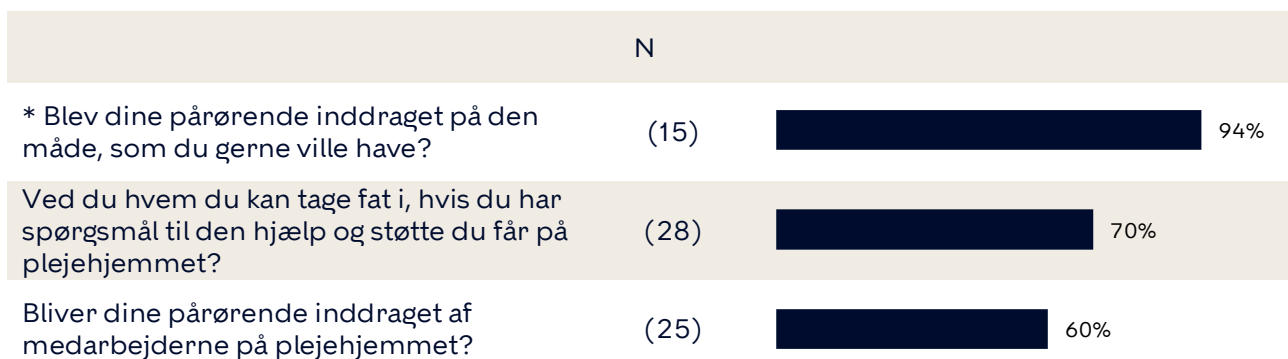 N
* Blev dine pårørende inddraget på den
måde, som du gerne ville have?
(15)
94%
Ved du hvem du kan tage fat i, hvis du har
spørgsmål til den hjælp og støtte du får på
plejehjemmet?
(28)
70%
Bliver dine pårørende inddraget af
medarbejderne på plejehjemmet?
(25)
60%